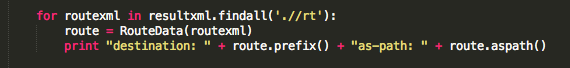 for routexml in resultxml.findall('.//rt'):
    route = RouteData(routexml)
    print "destination: " + route.prefix() + "as-path: " + route.aspath()